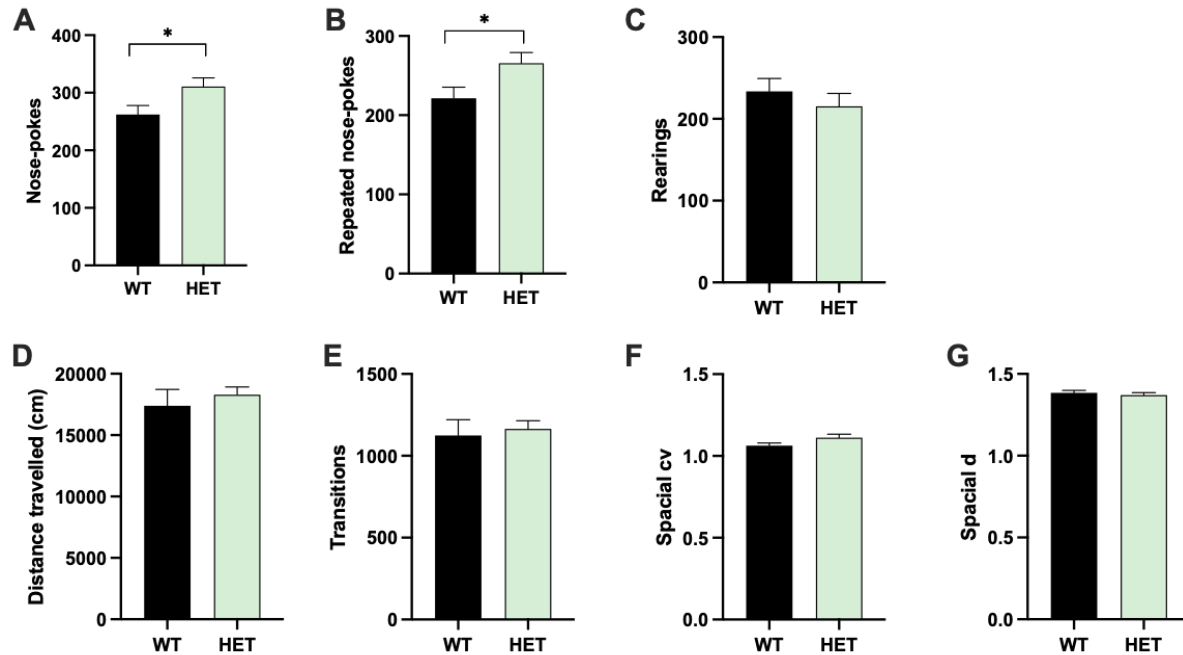 A
Nose-pokes
400
300
200
100
0
*
WT HET
B
Repeated nose-pokes
300
200
100
0
*
WT HET
C
Rearings
300
200
100
0
WT HET
D
Distance travelled (cm)
20000
15000
10000
5000
0
WT HET
E
Transitions
1500
1000
500
0
WT HET
F
Spacial cv
1.5
1.0
0.5
0.0
WT HET
G
Spacial d
1.5
1.0
0.5
0.0
WT HET